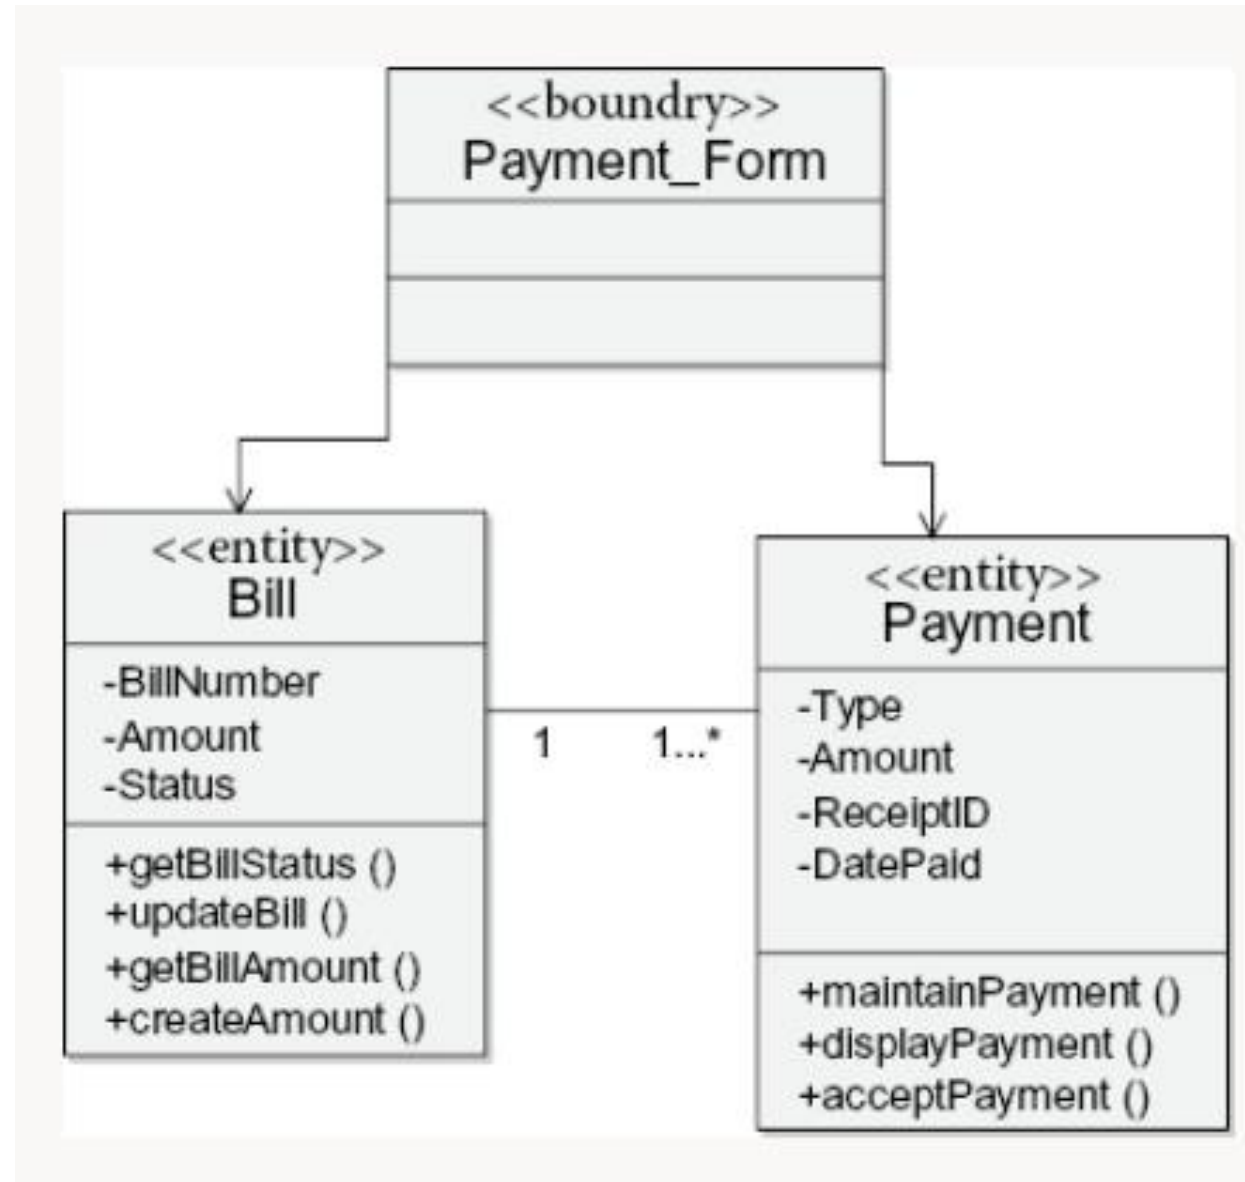 <<boundry>>
Payment_Form
<<entity>>
Bill
-BillNumber
-Amount
-Status
+getBillStatus ()
+updateBill ()
+getBillAmount ()
+createAmount ()
1
1...*
<<entity>>
Payment
-Type
-Amount
-ReceiptID
-DatePaid
+maintainPayment ()
+displayPayment ()
+acceptPayment ()